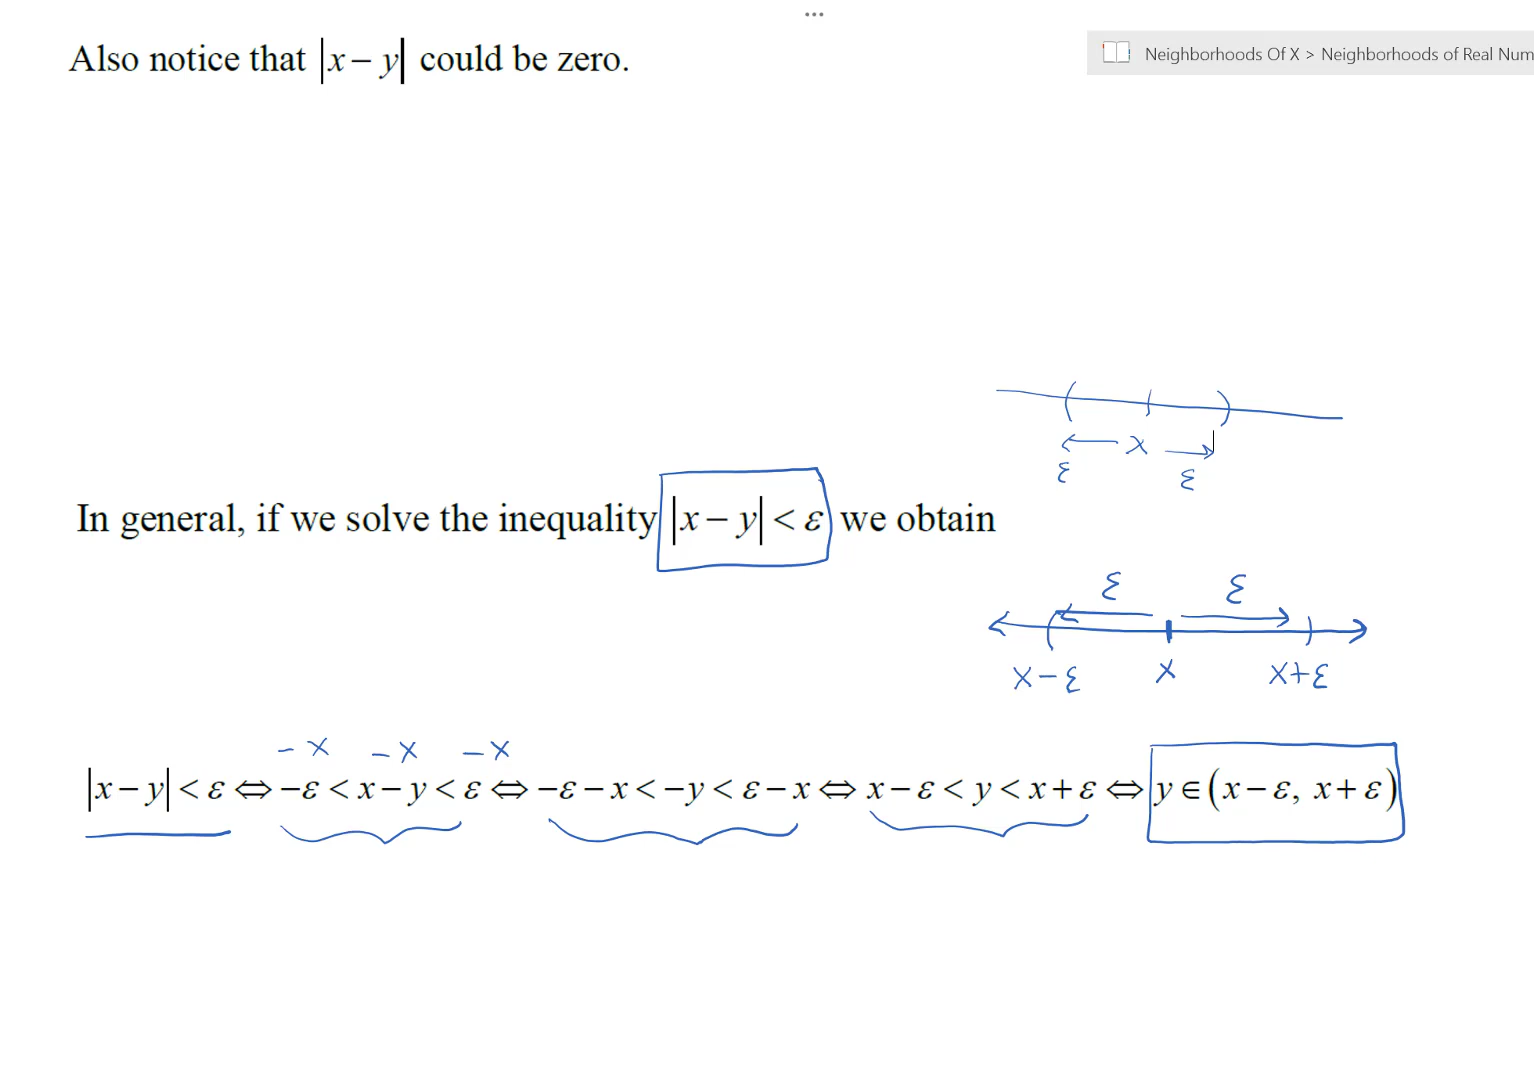 ...
Also notice that |x − y| could be zero.
Neighborhoods Of X > Neighborhoods of Real Num
x
ε ε
In general, if we solve the inequality |x − y| < ε we obtain
ε ε
x−ε x x+ε
−x −x −x
|x − y| < ε ⇔ −ε < x − y < ε ⇔ −ε − x < −y < ε − x ⇔ x − ε < y < x + ε ⇔ y ∈ (x − ε, x + ε)